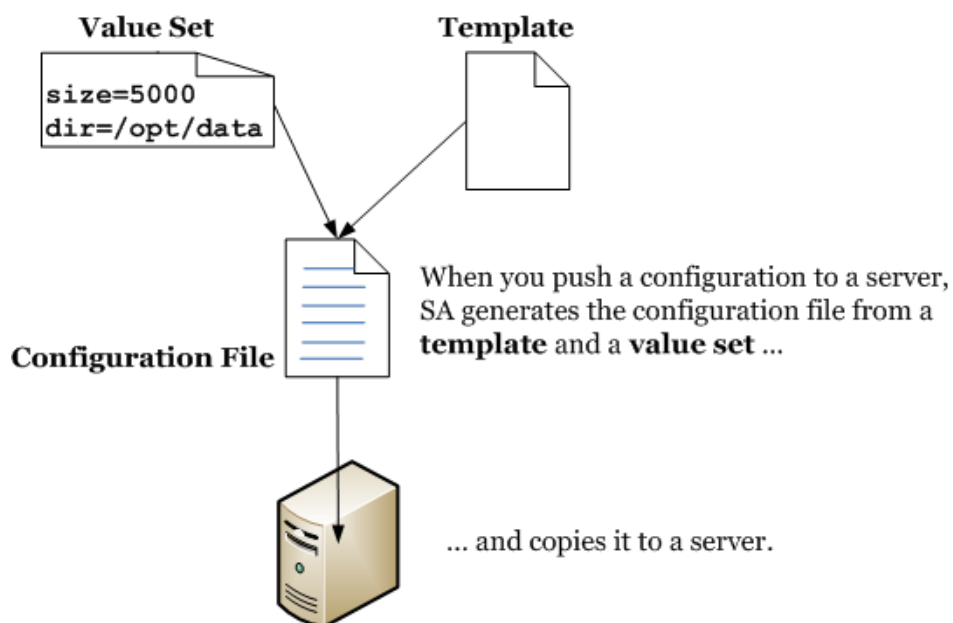 Value Set
Template
size=5000
dir=/opt/data
When you push a configuration to a server,
SA generates the configuration file from a
template and a value set ...
Configuration File
... and copies it to a server.